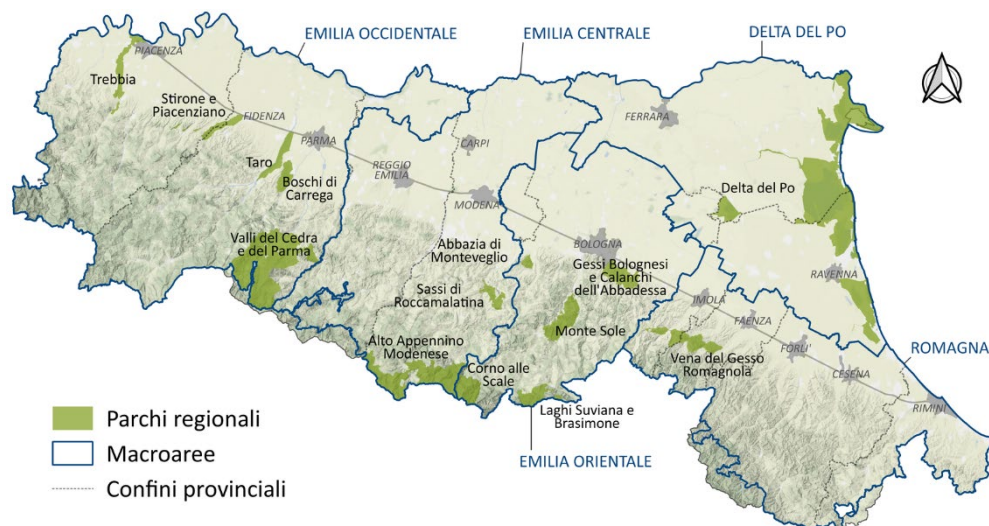 EMILIA OCCIDENTALE
EMILIA CENTRALE
DELTA DEL PO
PIACENZA
Trebbia
Stirone e
Piacenziano
FIDENZA
PARMA
Taro
Boschi di
Carrega
REGGIO
EMILIA
CARPI
MODENA
FERRARA
Delta del Po
Valli del Cedra
e del Parma
Abbazia di
Monteveglio
BOLOGNA
Gessi Bolognesi
e Calanchi
dell'Abbadessa
RAVENNA
Sassi di
Roccamalatina
IMOLA
FAENZA
Monte Sole
FORLI'
CESENA
ROMAGNA
Alto Appennino
Modenese
Corno alle
Scale
Vena del Gesso
Romagnola
RIMINI
Laghi Suviana e
Brasimone
EMILIA ORIENTALE
Parchi regionali
Macroaree
Confini provinciali